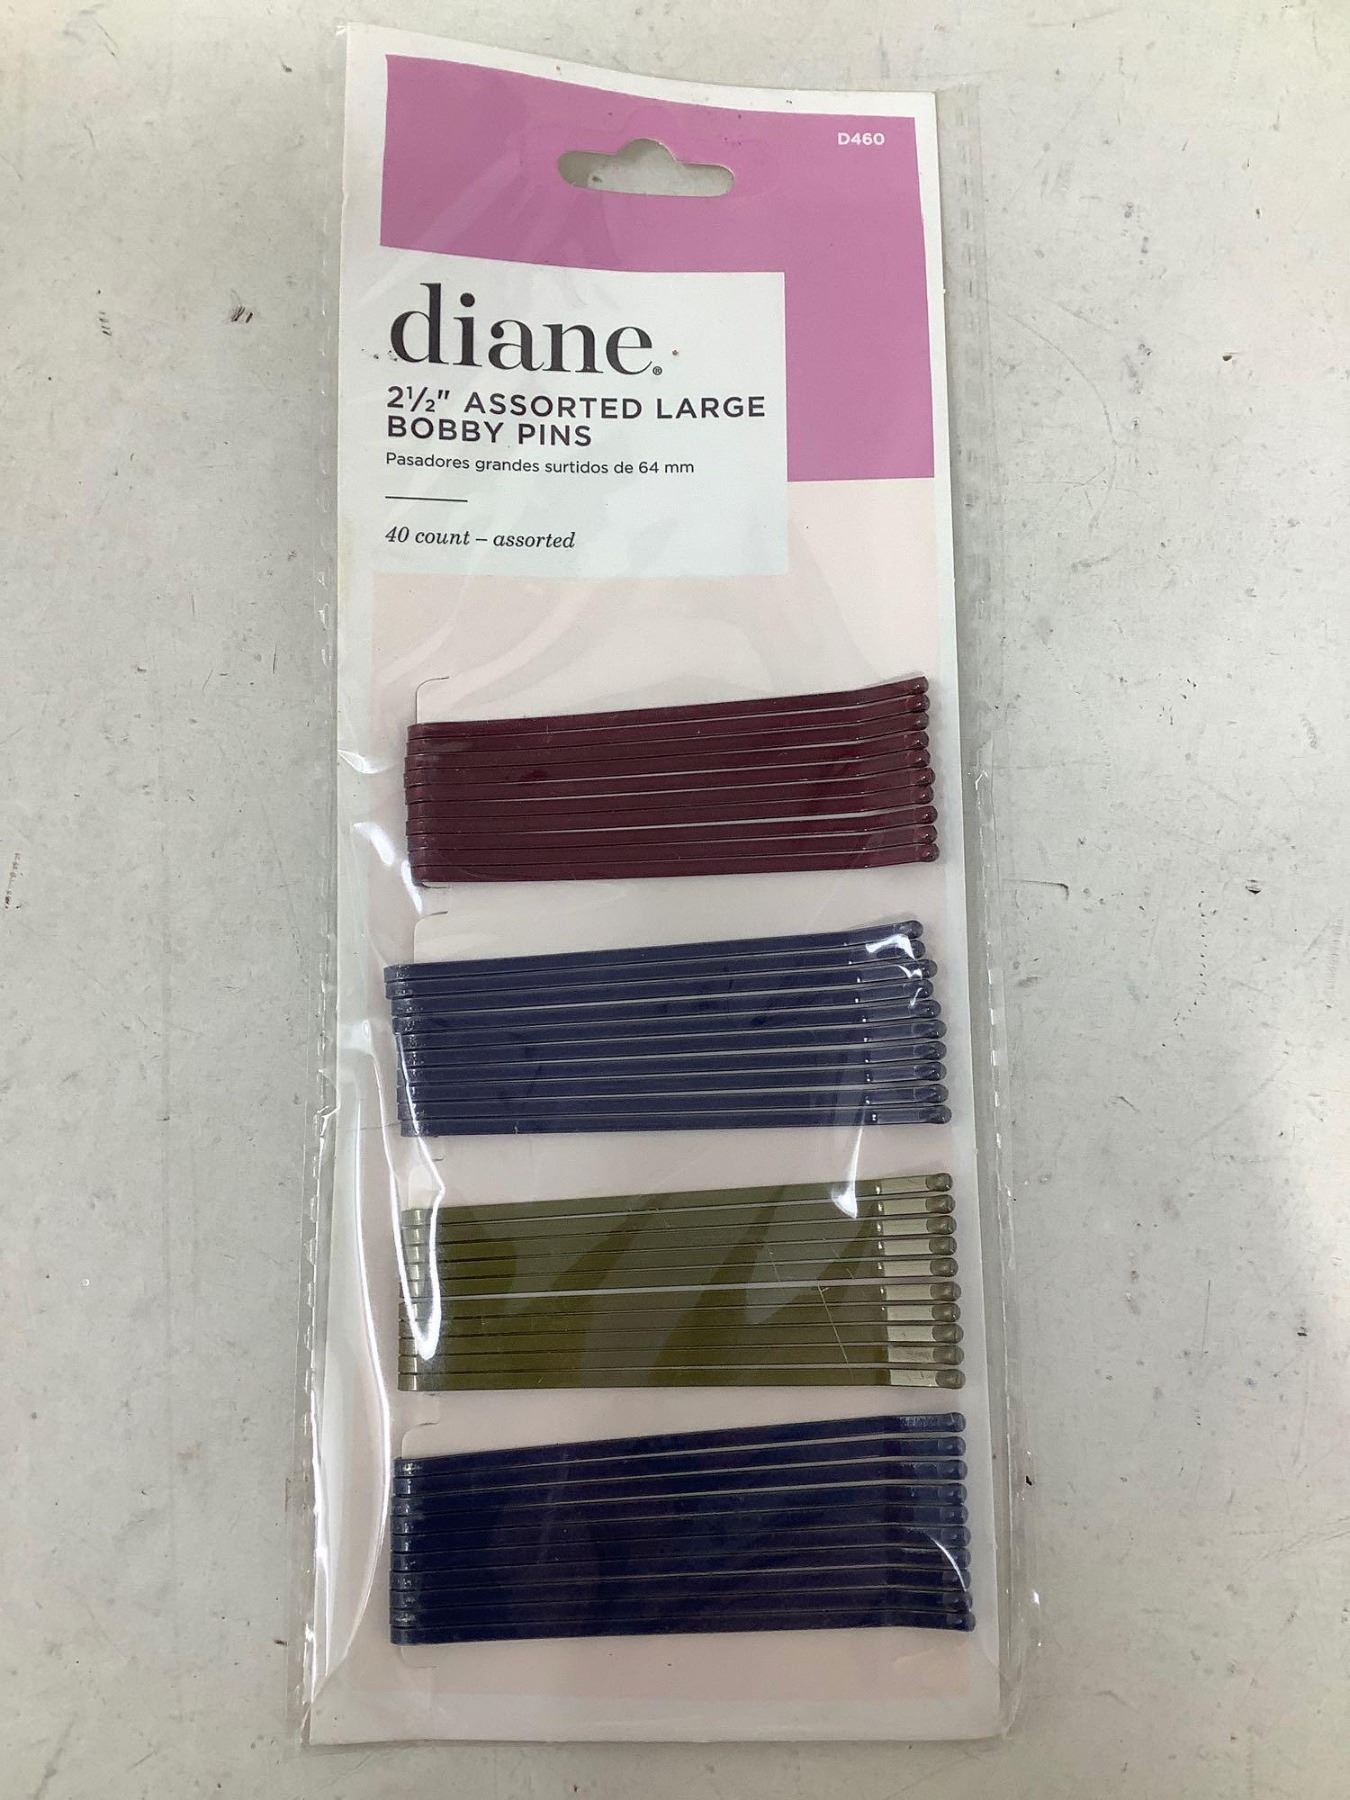 D460
diane®
2½" ASSORTED LARGE
BOBBY PINS
Pasadores grandes surtidos de 64 mm
40 count – assorted